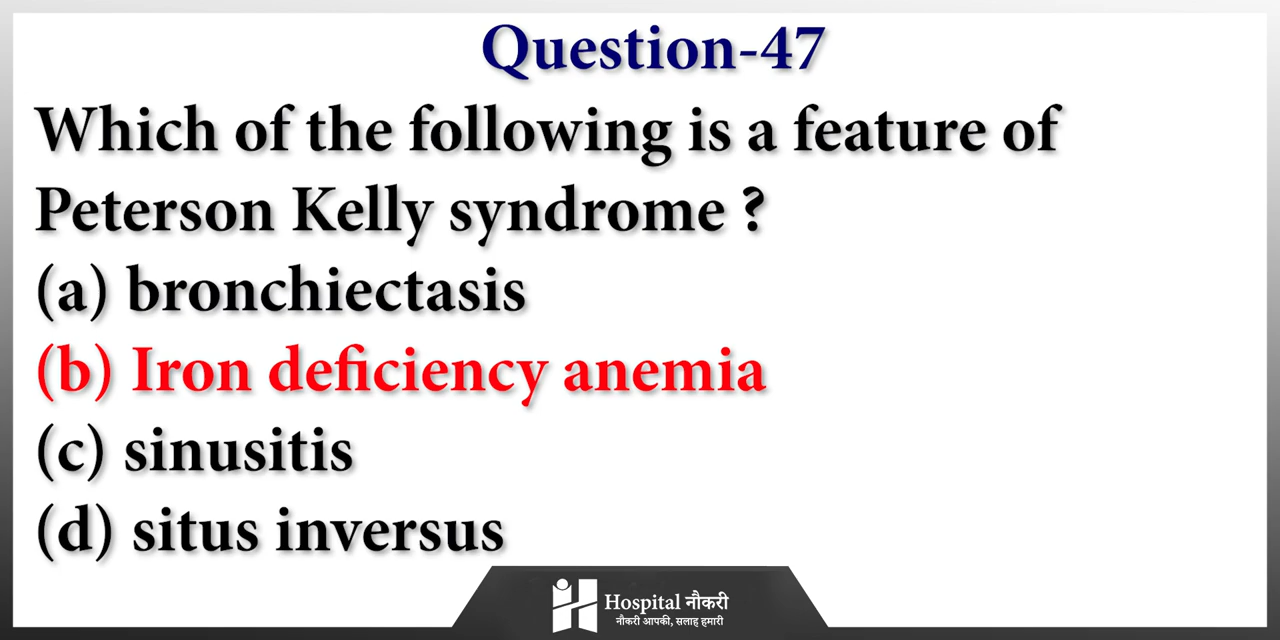 Question-47
Which of the following is a feature of
Peterson Kelly syndrome ?
(a) bronchiectasis
(b) Iron deficiency anemia
(c) sinusitis
(d) situs inversus
Hospital नौकरी
नौकरी आपकी, सलाह हमारी